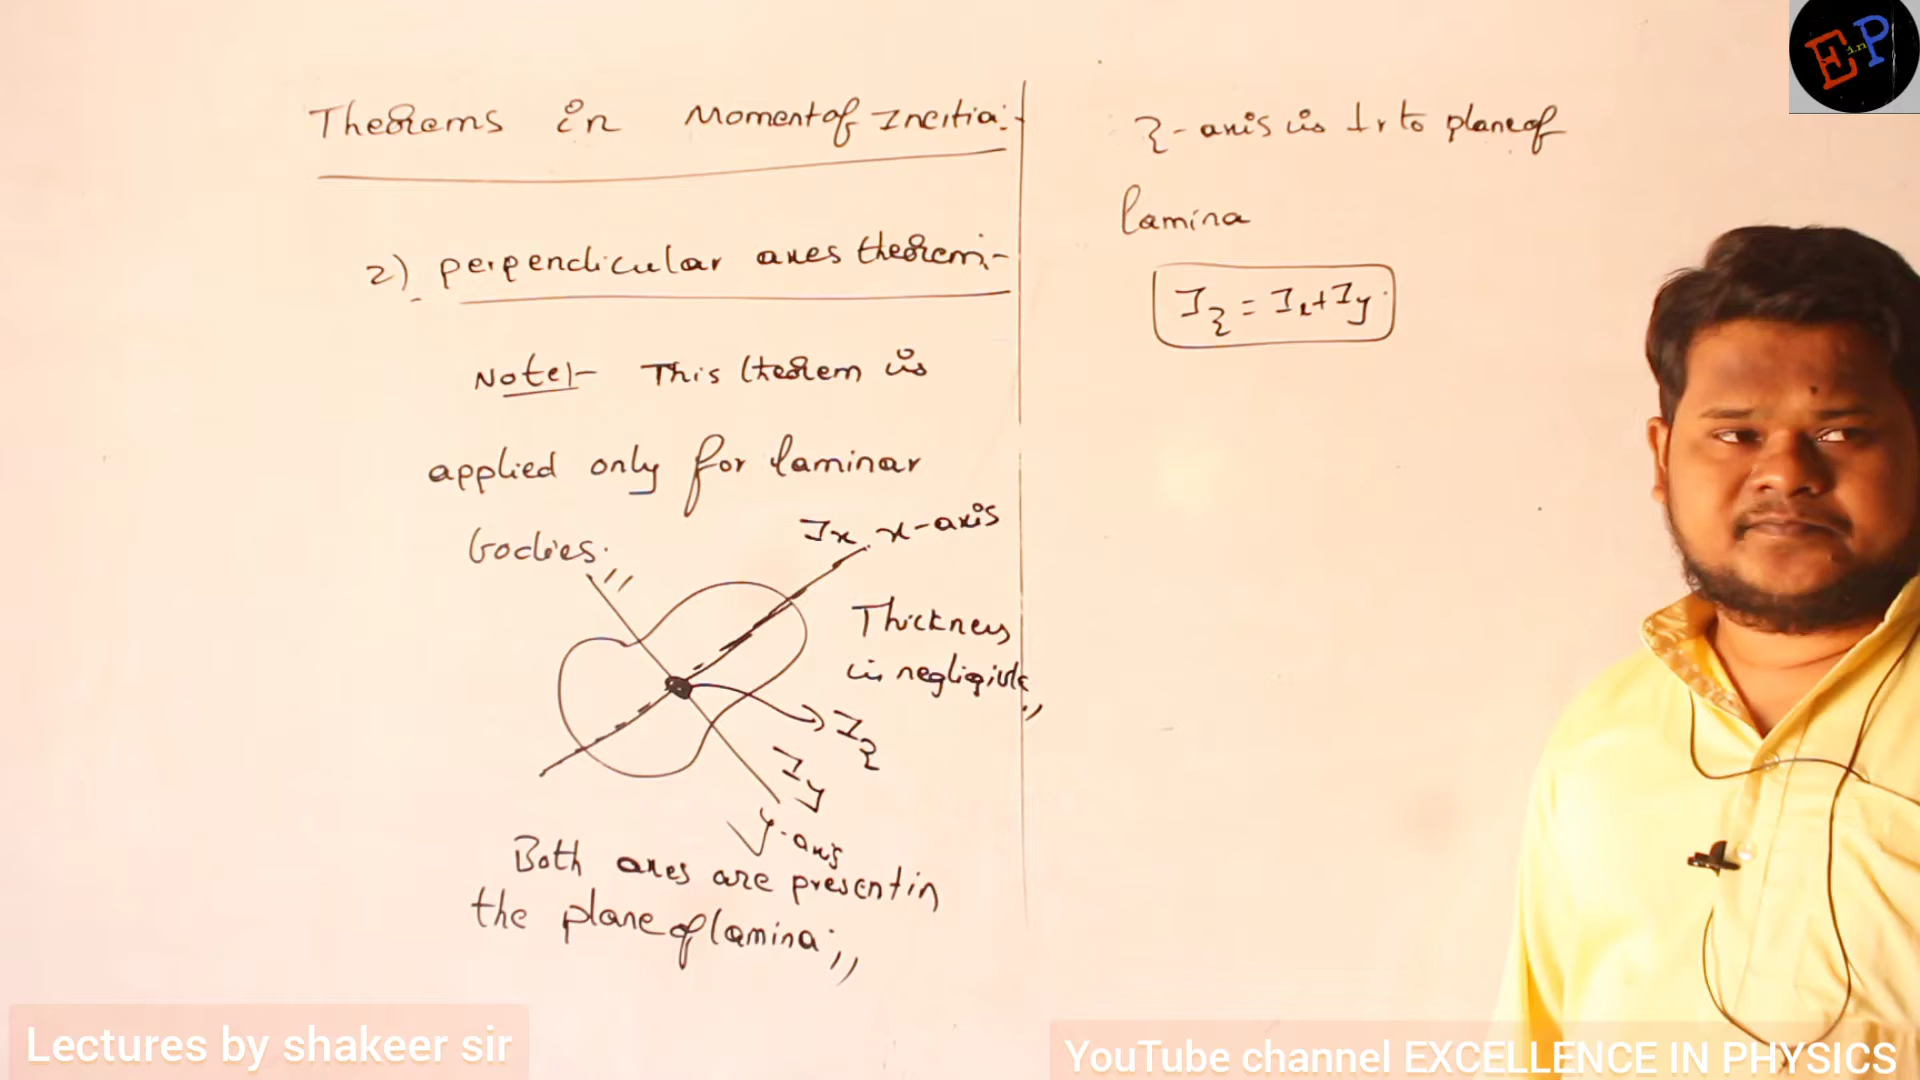 Theorems in Moment of Inertia:-
2) perpendicular axes theorem:-
Note:- This theorem is
applied only for laminar
bodies.
Ix x-axis
Thickness
is negligible
Iz
Iy
y-axis
Both axes are present in
the plane of lamina
z-axis is ⊥r to plane of
lamina
Iz = Ix+Iy
E in P
Lectures by shakeer sir
YouTube channel EXCELLENCE IN PHYSICS